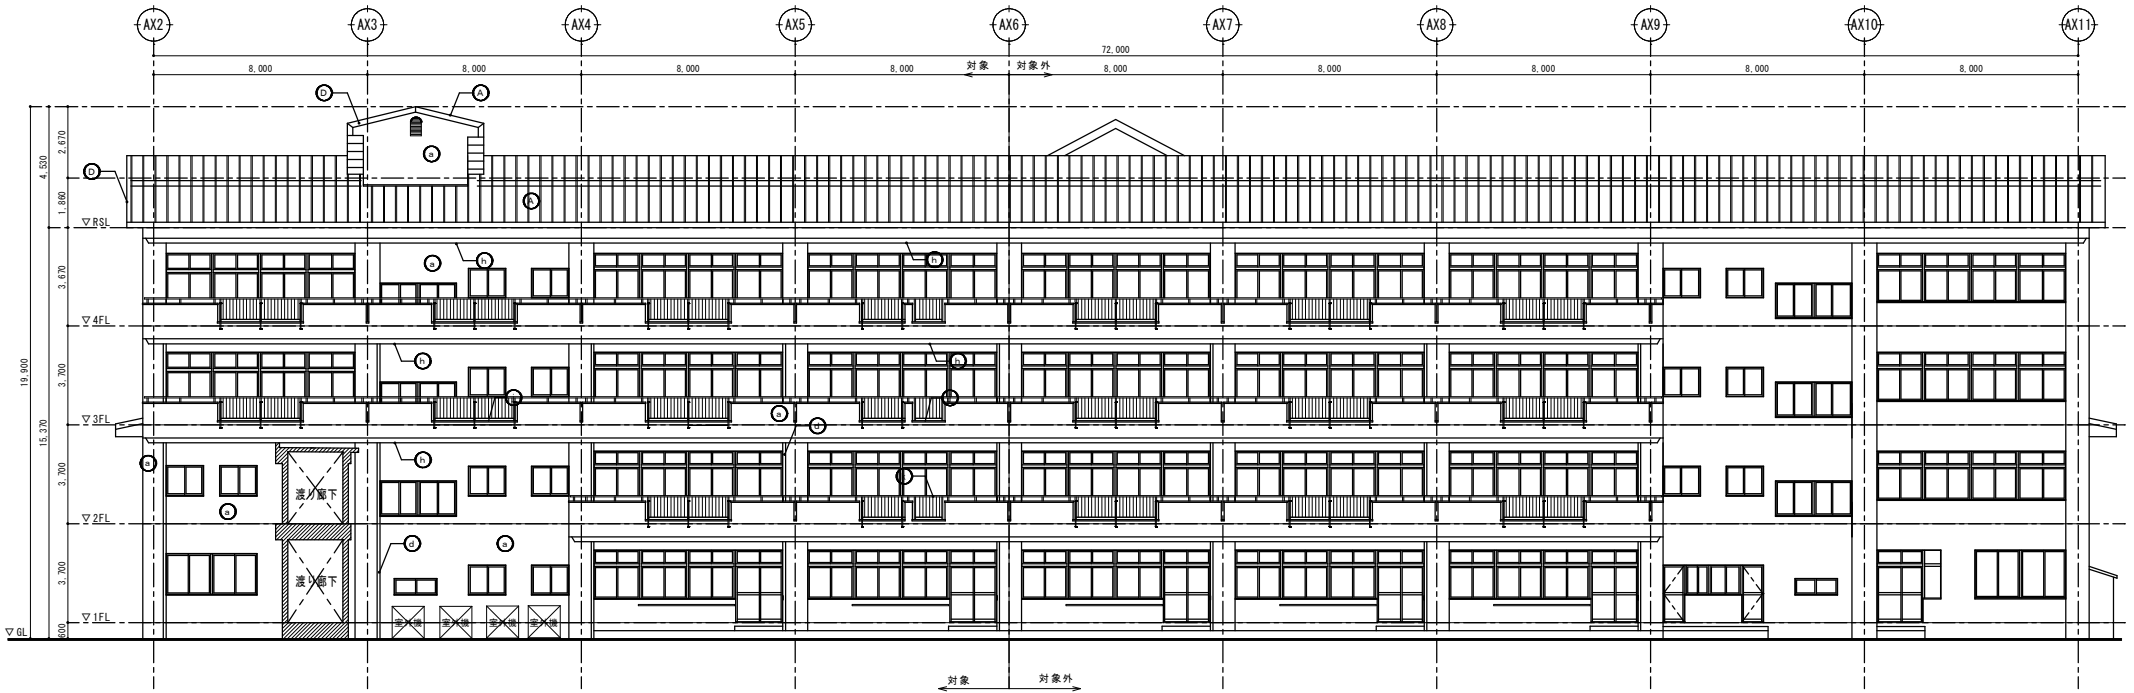 AX2 AX3 AX4 AX5 AX6 AX7 AX8 AX9 AX10 AX11
72,000
8,000 8,000 8,000 8,000 対象 対象外 8,000 8,000 8,000 8,000 8,000
D A
2,670
4,530
a
D
1,860
A
▽RSL
h h
a
3,670
▽4FL
19,900
h h
3,700
a
▽3FL
d
15,370
h
a
3,700
渡り廊下
a
▽2FL
d a
3,700
渡り廊下
▽1FL
600
室外機 室外機 室外機 室外機
▽GL
対象 対象外